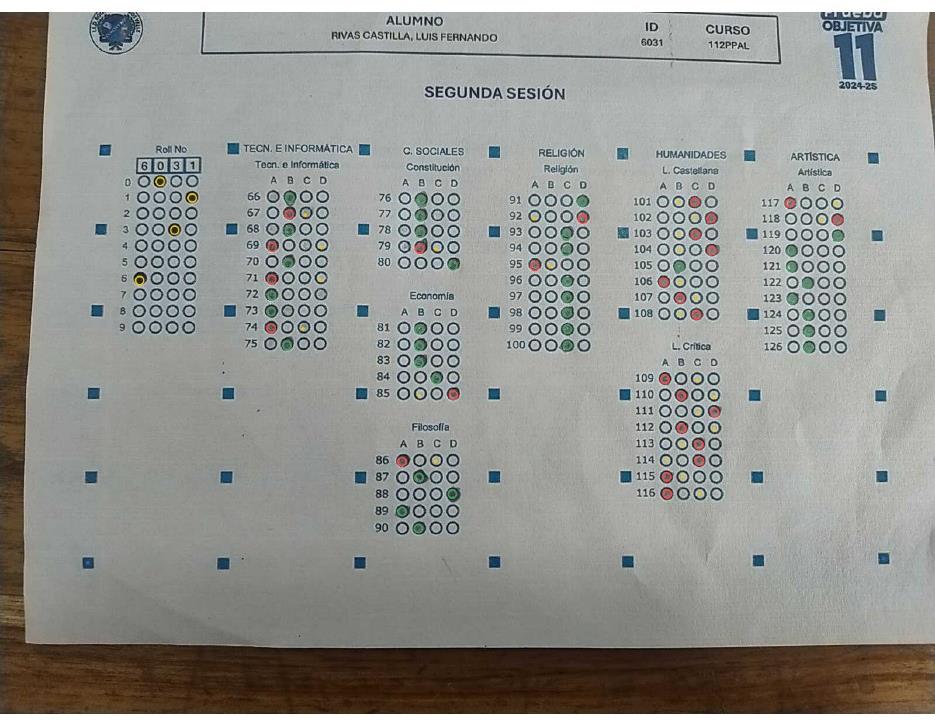 ALUMNO
RIVAS CASTILLA, LUIS FERNANDO
ID
6031
CURSO
112PPAL
Prueba
OBJETIVA
11
2024-25
SEGUNDA SESIÓN
Roll No
6 0 3 1
0
1
2
3
4
5
6
7
8
9
TECN. E INFORMÁTICA
Tecn. e Informática
A B C D
66
67
68
69
70
71
72
73
74
75
C. SOCIALES
Constitución
A B C D
76
77
78
79
80
Economía
A B C D
81
82
83
84
85
Filosofía
A B C D
86
87
88
89
90
RELIGIÓN
Religión
A B C D
91
92
93
94
95
96
97
98
99
100
HUMANIDADES
L. Castellana
A B C D
101
102
103
104
105
106
107
108
L. Crítica
A B C D
109
110
111
112
113
114
115
116
ARTÍSTICA
Artística
A B C D
117
118
119
120
121
122
123
124
125
126